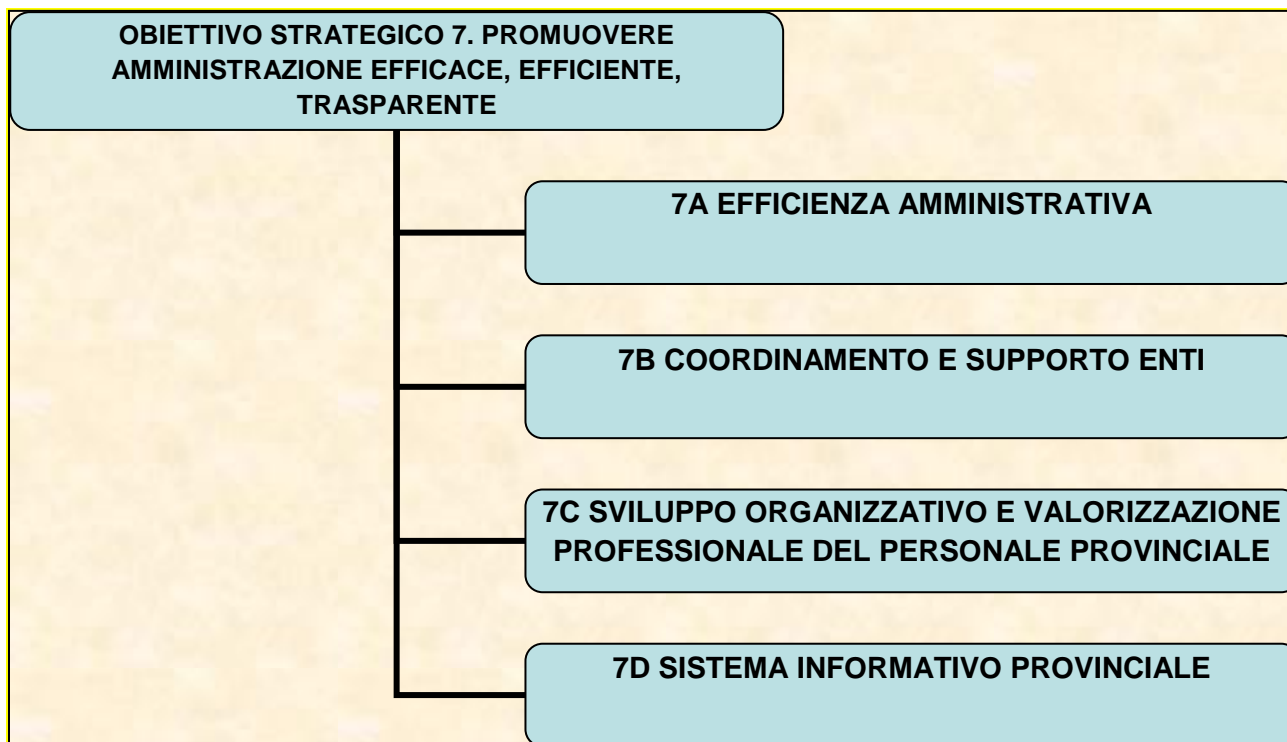 OBIETTIVO STRATEGICO 7. PROMUOVERE
AMMINISTRAZIONE EFFICACE, EFFICIENTE,
TRASPARENTE
7A EFFICIENZA AMMINISTRATIVA
7B COORDINAMENTO E SUPPORTO ENTI
7C SVILUPPO ORGANIZZATIVO E VALORIZZAZIONE
PROFESSIONALE DEL PERSONALE PROVINCIALE
7D SISTEMA INFORMATIVO PROVINCIALE